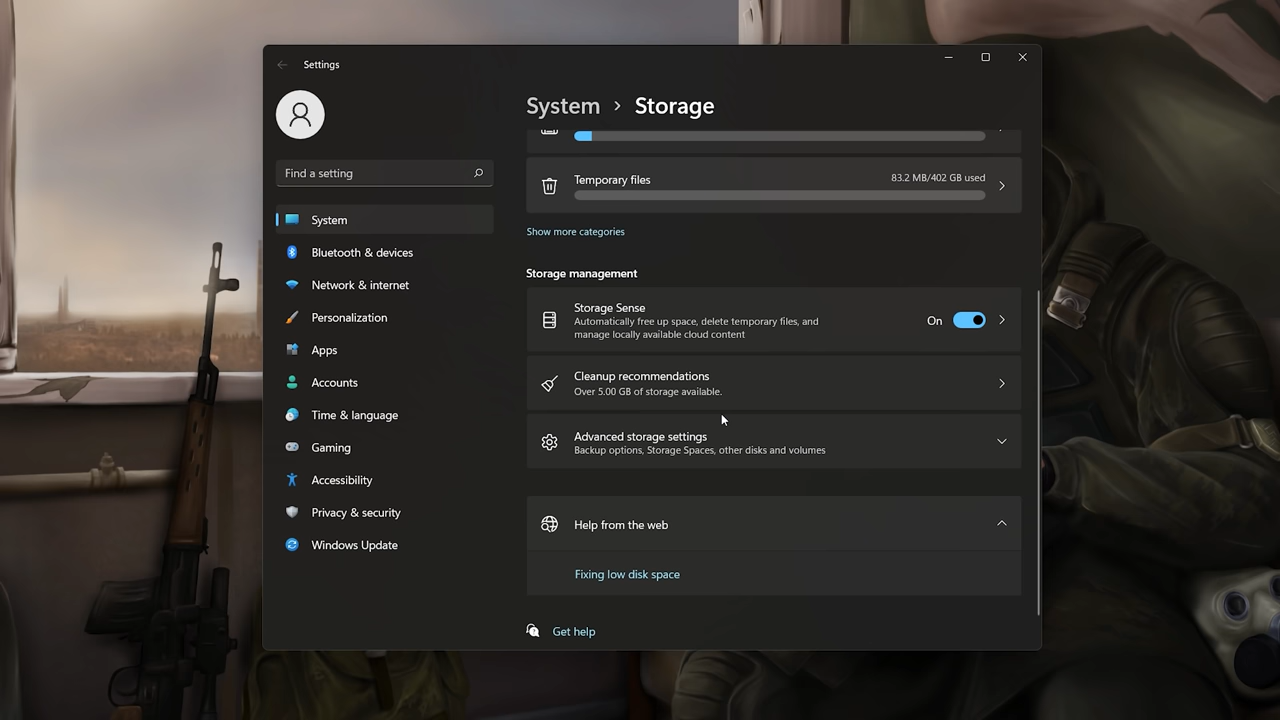 Settings
System > Storage
Find a setting
System
Bluetooth & devices
Network & internet
Personalization
Apps
Accounts
Time & language
Gaming
Accessibility
Privacy & security
Windows Update
Temporary files
83.2 MB/402 GB used
Show more categories
Storage management
Storage Sense
Automatically free up space, delete temporary files, and
manage locally available cloud content
On
Cleanup recommendations
Over 5.00 GB of storage available.
Advanced storage settings
Backup options, Storage Spaces, other disks and volumes
Help from the web
Fixing low disk space
Get help